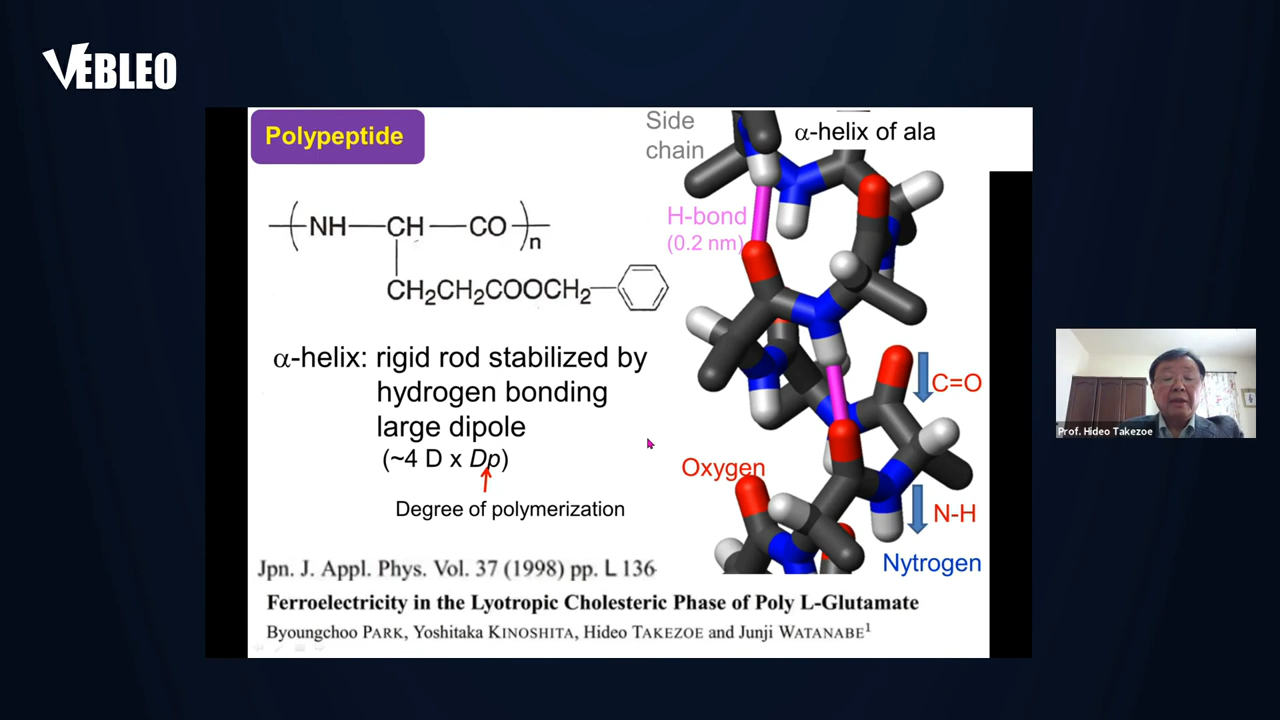 VEBLEO
Polypeptide
Side
chain
α-helix of ala
H-bond
(0.2 nm)
NH—CH—CO
n
CH2CH2COOCH2
α-helix: rigid rod stabilized by
hydrogen bonding
large dipole
(~4 D x Dp)
Degree of polymerization
C=O
Oxygen
N-H
Nytrogen
Jpn. J. Appl. Phys. Vol. 37 (1998) pp. L 136
Ferroelectricity in the Lyotropic Cholesteric Phase of Poly L-Glutamate
Byoungchoo PARK, Yoshitaka KINOSHITA, Hideo TAKEZOE and Junji WATANABE1
Prof. Hideo Takezoe